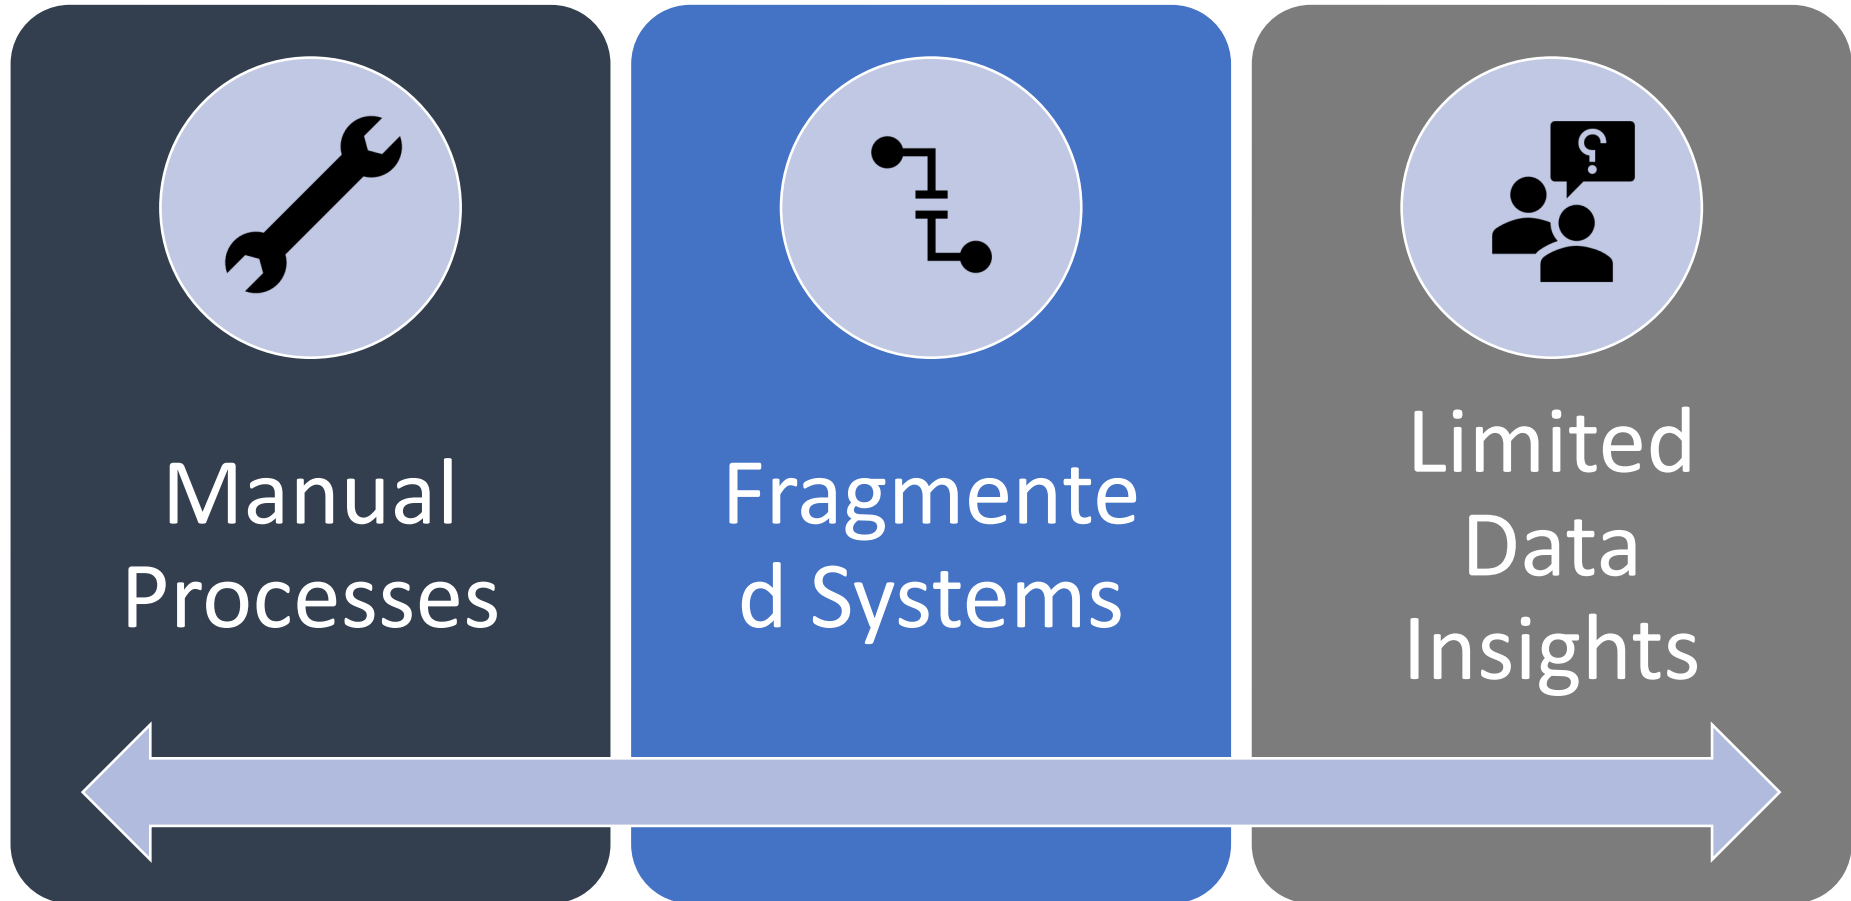 Manual
Processes
Fragmente
d Systems
Limited
Data
Insights
?